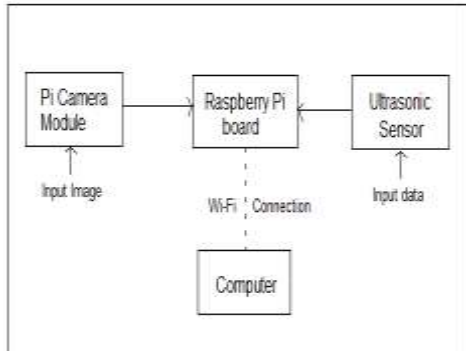 Pi Camera
Module
Raspberry Pi
board
Ultrasonic
Sensor
Input Image
Input data
Wi-Fi Connection
Computer